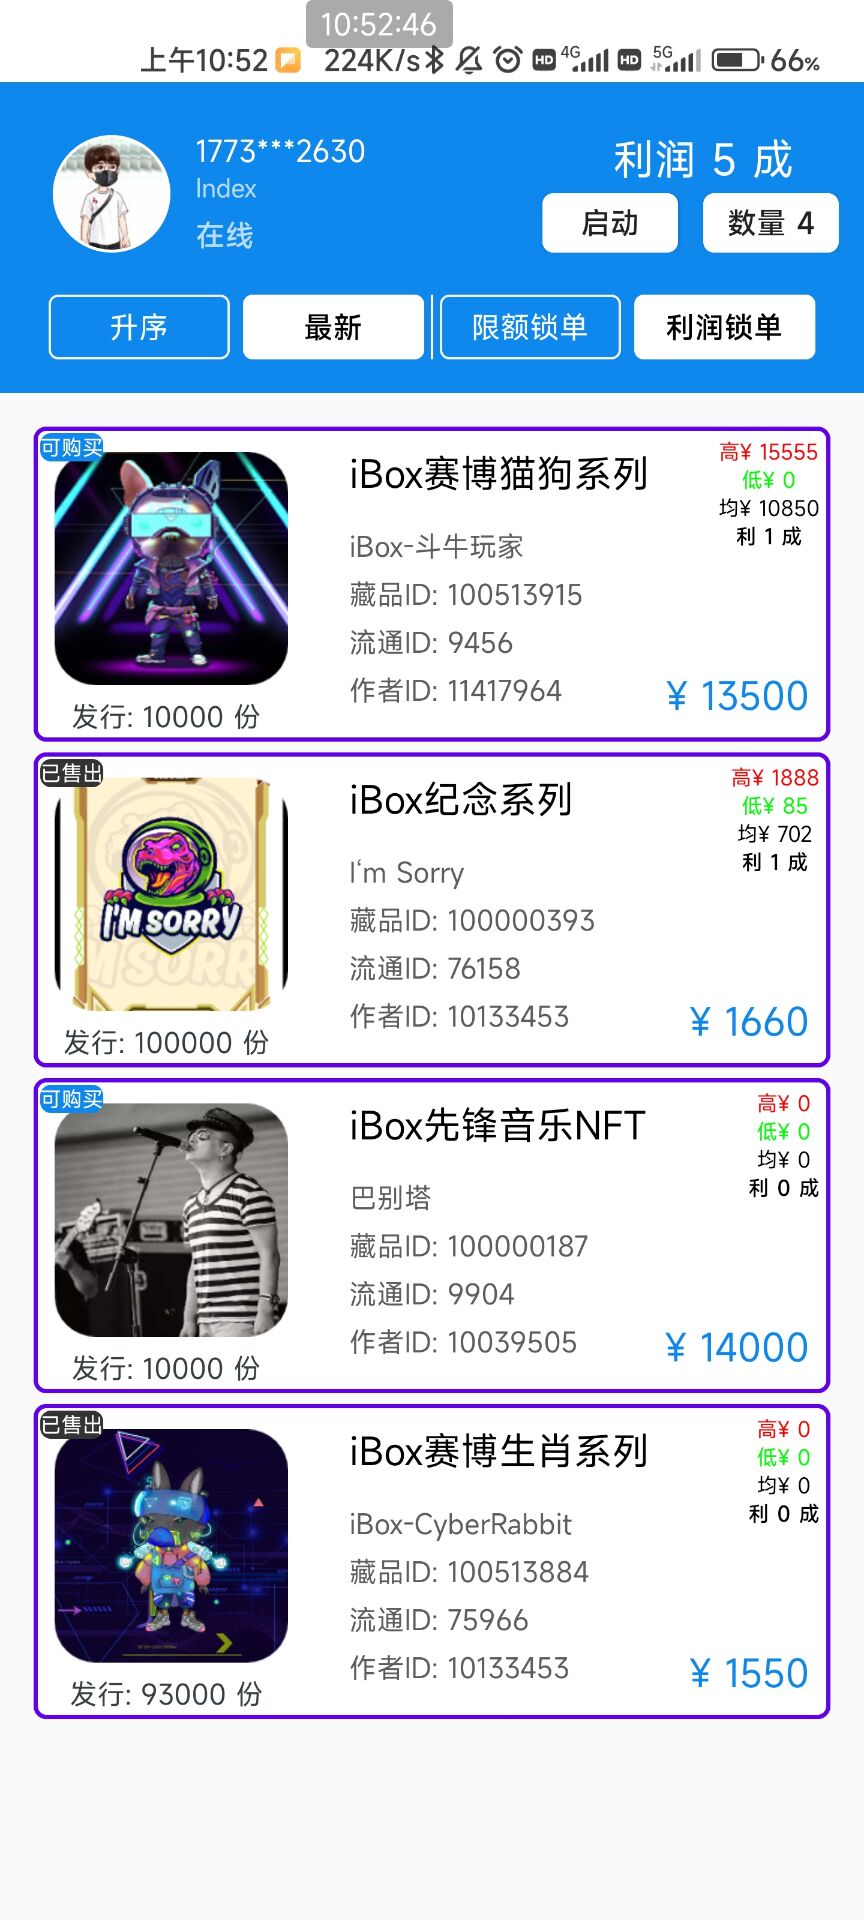 10:52:46
上午10:52 224K/s HD 4G HD 5G 66%
1773***2630
Index
在线
利润 5 成
启动 数量 4
升序 最新 限额锁单 利润锁单
可购买
iBox赛博猫狗系列
高¥ 15555
低¥ 0
均¥ 10850
利 1 成
iBox-斗牛玩家
藏品ID: 100513915
流通ID: 9456
作者ID: 11417964
¥ 13500
发行: 10000 份
已售出
iBox纪念系列
高¥ 1888
低¥ 85
均¥ 702
利 1 成
I'M SORRY
I‘m Sorry
藏品ID: 100000393
流通ID: 76158
作者ID: 10133453
¥ 1660
发行: 100000 份
可购买
iBox先锋音乐NFT
高¥ 0
低¥ 0
均¥ 0
利 0 成
巴别塔
藏品ID: 100000187
流通ID: 9904
作者ID: 10039505
¥ 14000
发行: 10000 份
已售出
iBox赛博生肖系列
高¥ 0
低¥ 0
均¥ 0
利 0 成
iBox-CyberRabbit
藏品ID: 100513884
流通ID: 75966
作者ID: 10133453
¥ 1550
发行: 93000 份